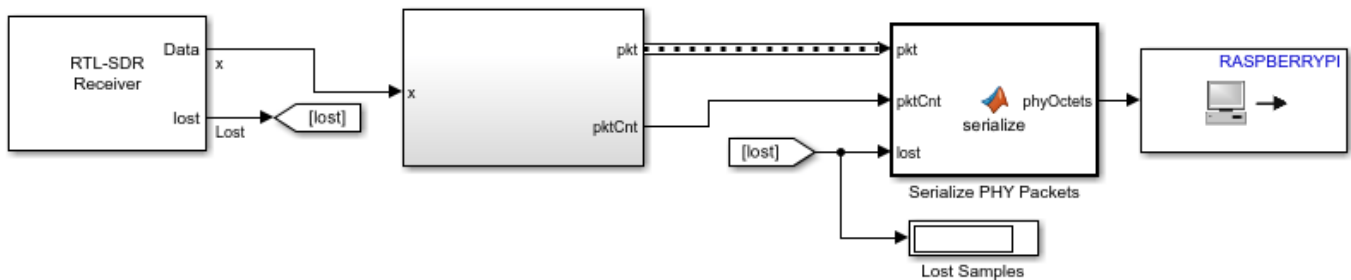 RTL-SDR
Receiver
Data
x
lost
Lost
[lost]
x
pkt
pktCnt
[lost]
pkt
pktCnt
lost
serialize
phyOctets
Serialize PHY Packets
Lost Samples
RASPBERRYPI